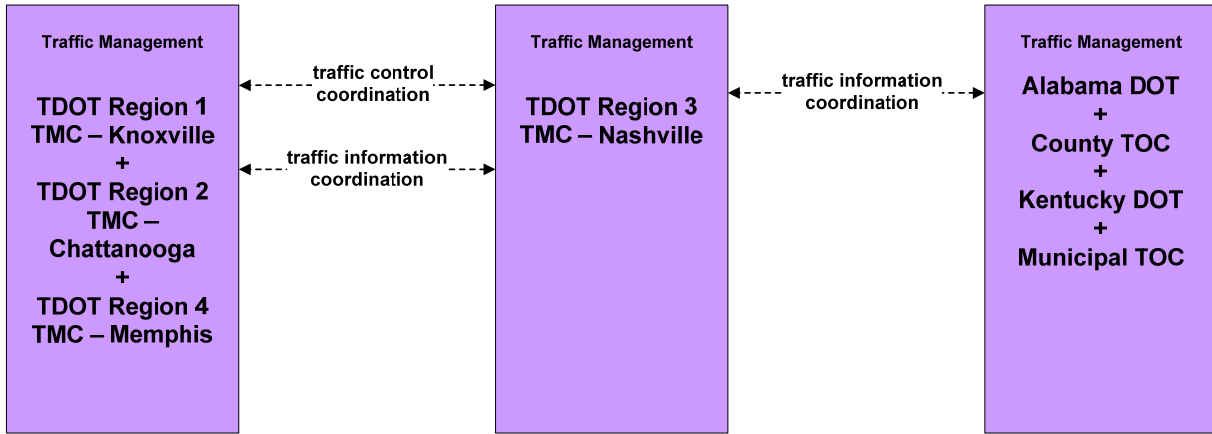 Traffic Management
TDOT Region 1
TMC – Knoxville
+
TDOT Region 2
TMC –
Chattanooga
+
TDOT Region 4
TMC – Memphis
traffic control
coordination
traffic information
coordination
Traffic Management
TDOT Region 3
TMC – Nashville
traffic information
coordination
Traffic Management
Alabama DOT
+
County TOC
+
Kentucky DOT
+
Municipal TOC